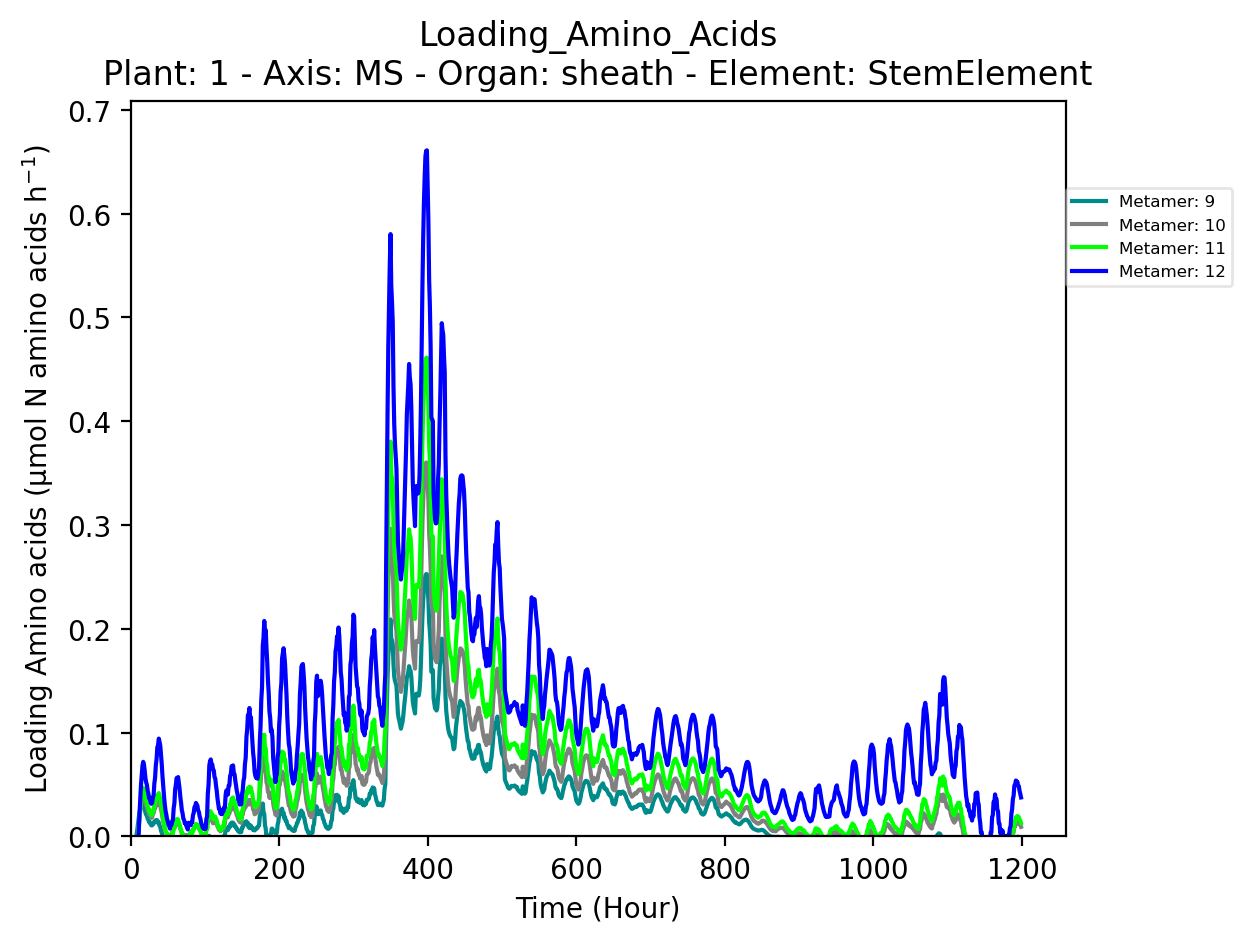 Loading_Amino_Acids
Plant: 1 - Axis: MS - Organ: sheath - Element: StemElement
Loading Amino acids (µmol N amino acids h⁻¹)
0.7
0.6
0.5
0.4
0.3
0.2
0.1
0.0
0 200 400 600 800 1000 1200
Time (Hour)
Metamer: 9
Metamer: 10
Metamer: 11
Metamer: 12